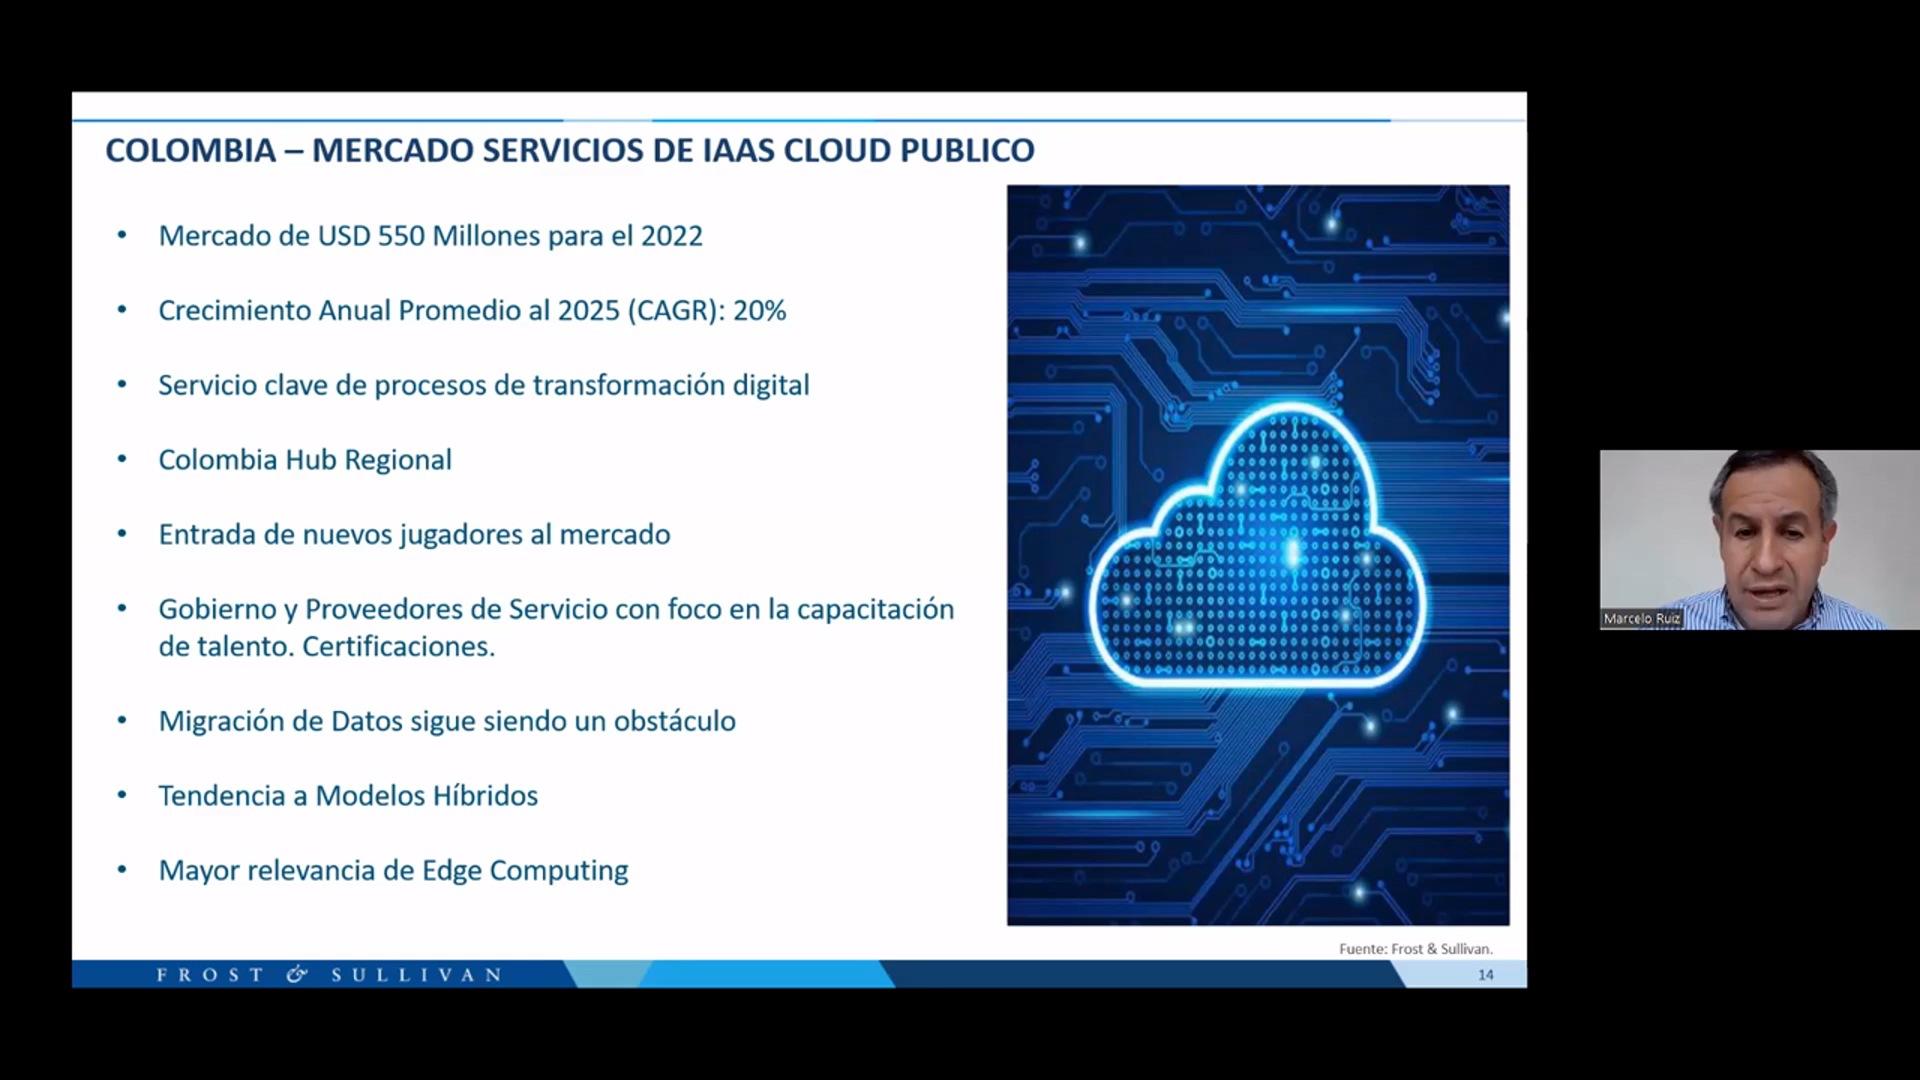 COLOMBIA – MERCADO SERVICIOS DE IAAS CLOUD PUBLICO
• Mercado de USD 550 Millones para el 2022
• Crecimiento Anual Promedio al 2025 (CAGR): 20%
• Servicio clave de procesos de transformación digital
• Colombia Hub Regional
• Entrada de nuevos jugadores al mercado
• Gobierno y Proveedores de Servicio con foco en la capacitación
de talento. Certificaciones.
• Migración de Datos sigue siendo un obstáculo
• Tendencia a Modelos Híbridos
• Mayor relevancia de Edge Computing
Fuente: Frost & Sullivan.
FROST & SULLIVAN
14
Marcelo Ruiz